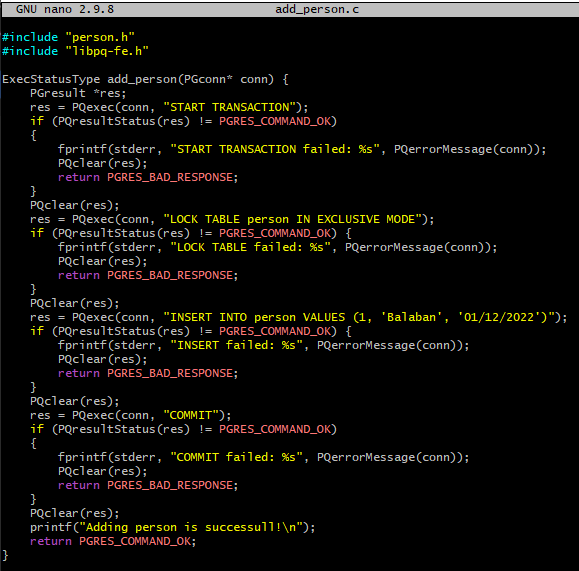 GNU nano 2.9.8 add_person.c
#include "person.h"
#include "libpq-fe.h"
ExecStatusType add_person(PGconn* conn) {
PGresult *res;
res = PQexec(conn, "START TRANSACTION");
if (PQresultStatus(res) != PGRES_COMMAND_OK)
{
fprintf(stderr, "START TRANSACTION failed: %s", PQerrorMessage(conn));
PQclear(res);
return PGRES_BAD_RESPONSE;
}
PQclear(res);
res = PQexec(conn, "LOCK TABLE person IN EXCLUSIVE MODE");
if (PQresultStatus(res) != PGRES_COMMAND_OK) {
fprintf(stderr, "LOCK TABLE failed: %s", PQerrorMessage(conn));
PQclear(res);
return PGRES_BAD_RESPONSE;
}
PQclear(res);
res = PQexec(conn, "INSERT INTO person VALUES (1, 'Balaban', '01/12/2022')");
if (PQresultStatus(res) != PGRES_COMMAND_OK) {
fprintf(stderr, "INSERT failed: %s", PQerrorMessage(conn));
PQclear(res);
return PGRES_BAD_RESPONSE;
}
PQclear(res);
res = PQexec(conn, "COMMIT");
if (PQresultStatus(res) != PGRES_COMMAND_OK)
{
fprintf(stderr, "COMMIT failed: %s", PQerrorMessage(conn));
PQclear(res);
return PGRES_BAD_RESPONSE;
}
PQclear(res);
printf("Adding person is successull!\n");
return PGRES_COMMAND_OK;
}